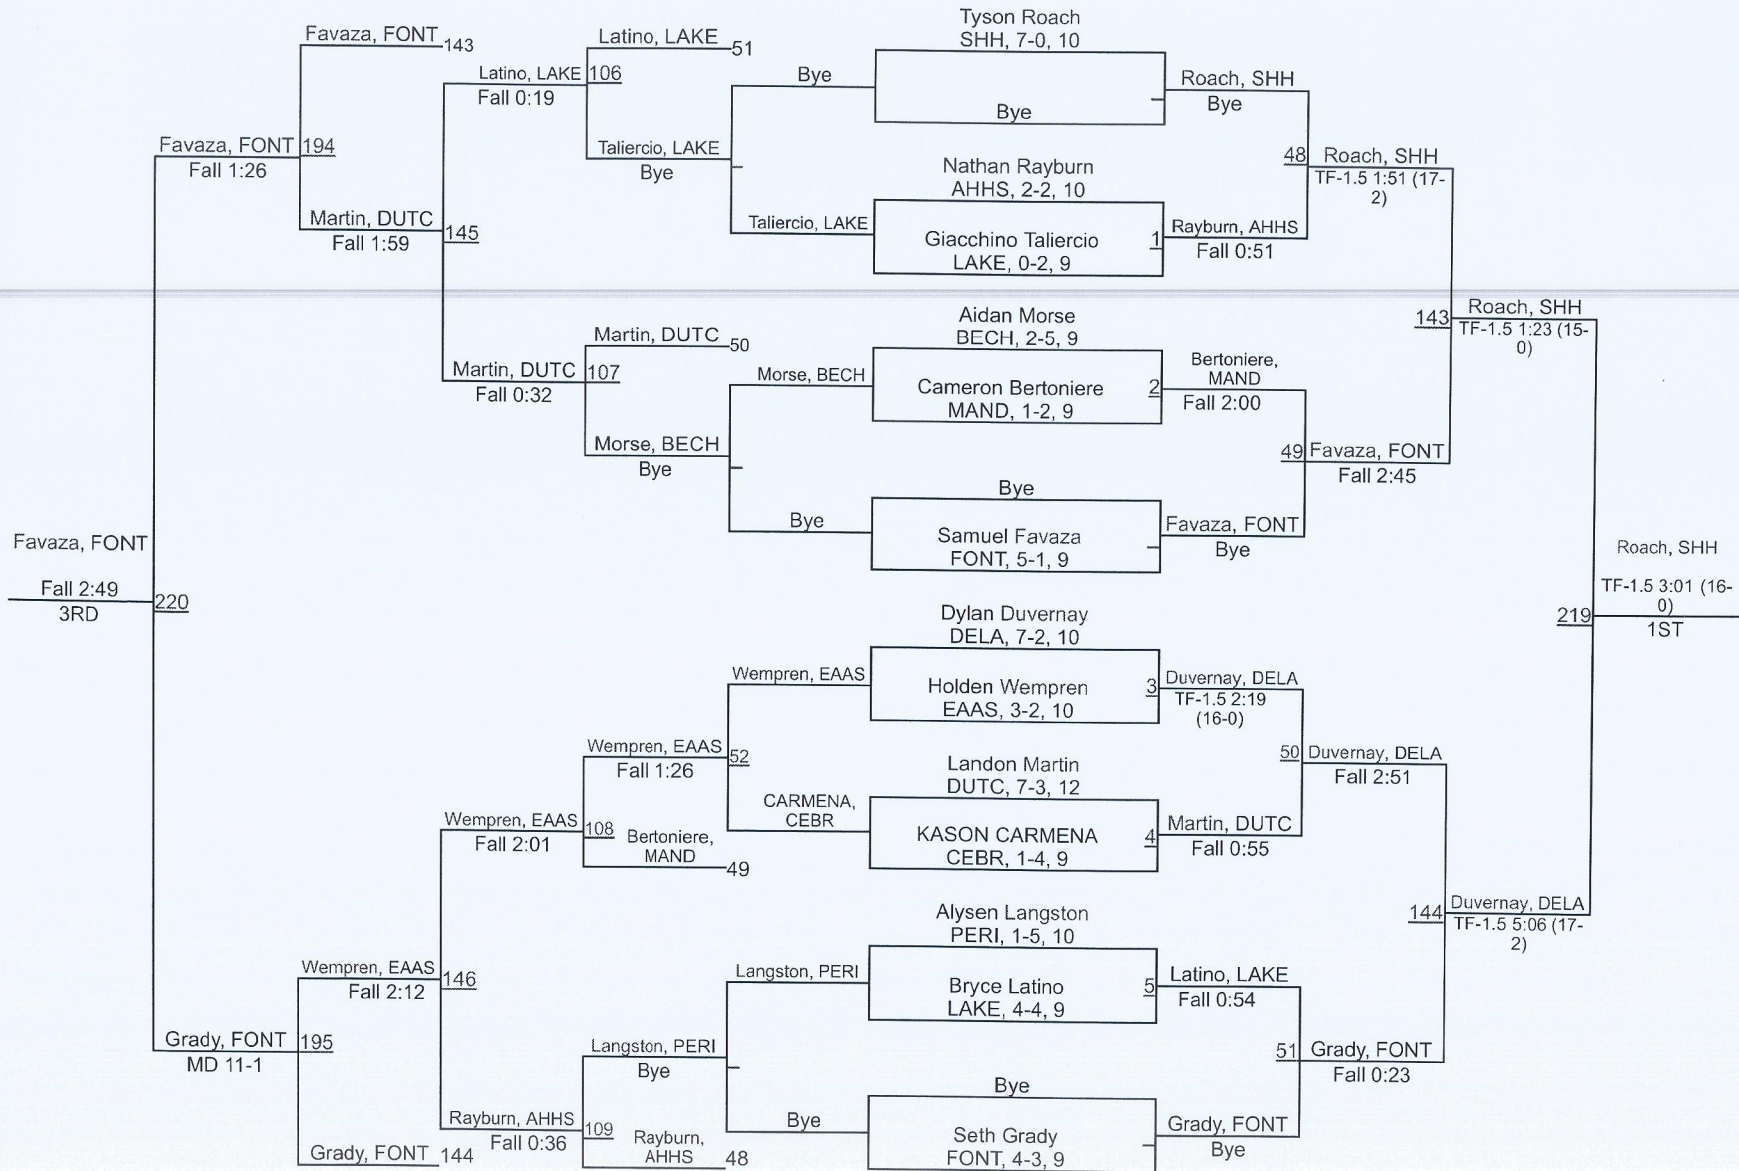 Favaza, FONT
143
Latino, LAKE
51
Tyson Roach
SHH, 7-0, 10
Latino, LAKE
106
Fall 0:19
Bye
Bye
Roach, SHH
Bye
Favaza, FONT
194
Fall 1:26
Taliercio, LAKE
Bye
Nathan Rayburn
AHHS, 2-2, 10
48
Roach, SHH
TF-1.5 1:51 (17-
2)
Martin, DUTC
Fall 1:59
145
Taliercio, LAKE
Giacchino Taliercio
LAKE, 0-2, 9
1
Rayburn, AHHS
Fall 0:51
Aidan Morse
BECH, 2-5, 9
143
Roach, SHH
TF-1.5 1:23 (15-
0)
Martin, DUTC
50
Martin, DUTC
107
Fall 0:32
Morse, BECH
Cameron Bertoniere
MAND, 1-2, 9
2
Bertoniere,
MAND
Fall 2:00
Morse, BECH
Bye
49
Favaza, FONT
Fall 2:45
Bye
Bye
Samuel Favaza
FONT, 5-1, 9
Favaza, FONT
Bye
Favaza, FONT
Fall 2:49
3RD
220
Roach, SHH
TF-1.5 3:01 (16-
0)
219
1ST
Dylan Duvernay
DELA, 7-2, 10
Wempren, EAAS
Holden Wempren
EAAS, 3-2, 10
3
Duvernay, DELA
TF-1.5 2:19
(16-0)
Wempren, EAAS
Fall 1:26
52
Landon Martin
DUTC, 7-3, 12
50
Duvernay, DELA
Fall 2:51
CARMENA,
CEBR
KASON CARMENA
CEBR, 1-4, 9
4
Martin, DUTC
Fall 0:55
Wempren, EAAS
Fall 2:01
108
Bertoniere,
MAND
49
Alysen Langston
PERI, 1-5, 10
144
Duvernay, DELA
TF-1.5 5:06 (17-
2)
Wempren, EAAS
Fall 2:12
146
Langston, PERI
Bryce Latino
LAKE, 4-4, 9
5
Latino, LAKE
Fall 0:54
Grady, FONT
195
MD 11-1
Langston, PERI
Bye
51
Grady, FONT
Fall 0:23
Bye
Rayburn, AHHS
Fall 0:36
109
Bye
Seth Grady
FONT, 4-3, 9
Grady, FONT
Bye
Grady, FONT
144
Rayburn,
AHHS
48